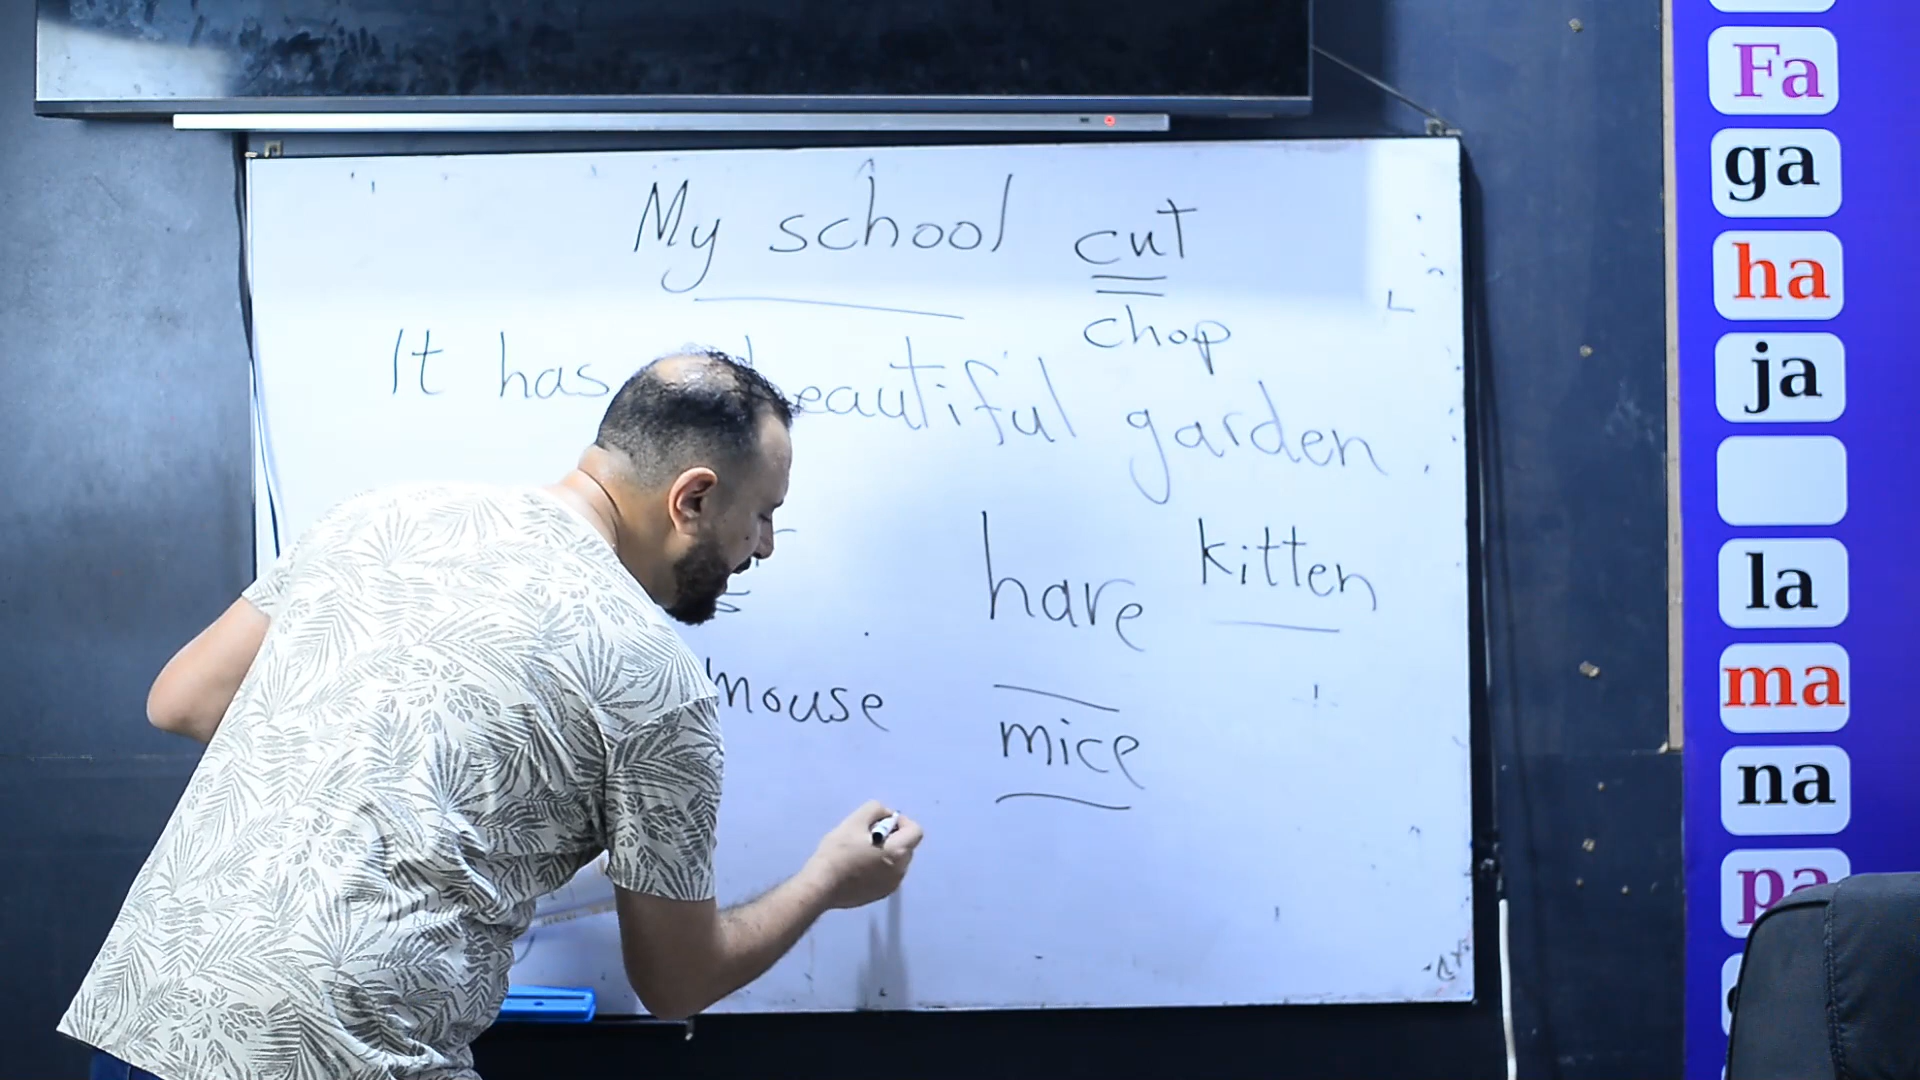 My school cut
chop
It has beautiful garden.
hare kitten
mouse mice
Fa
ga
ha
ja
la
ma
na
pa